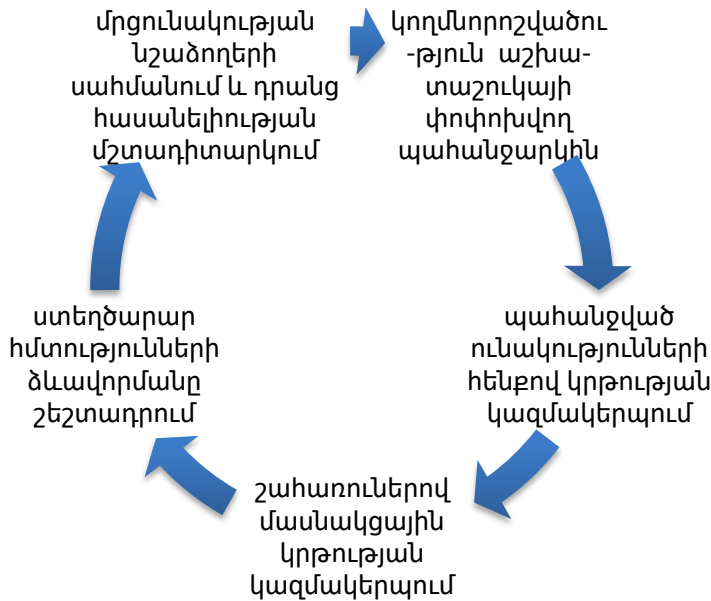 մրցունակության
նշաձողերի
սահմանում և դրանց
հասանելիության
մշտադիտարկում
կողմնորոշվածու
-թյուն աշխա-
տաշուկայի
փոփոխվող
պահանջարկին
պահանջված
ունակությունների
հենքով կրթության
կազմակերպում
շահառուներով
մասնակցային
կրթության
կազմակերպում
ստեղծարար
հմտությունների
ձևավորմանը
շեշտադրում